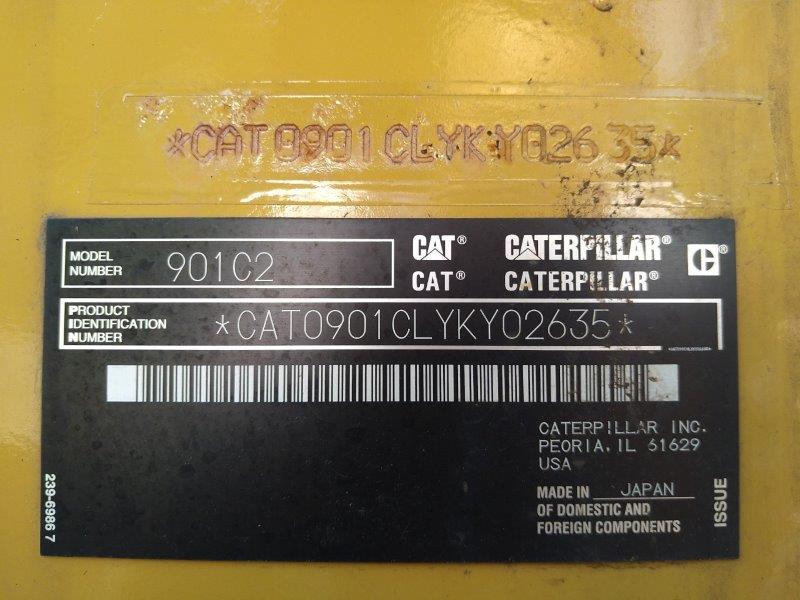 *CAT0901CLYKY02635*
MODEL NUMBER 901C2
CAT® CATERPILLAR® C®
CAT® CATERPILLAR®
PRODUCT IDENTIFICATION NUMBER *CAT0901CLYKY02635*
CATERPILLAR INC.
PEORIA, IL 61629
USA
MADE IN JAPAN
OF DOMESTIC AND
FOREIGN COMPONENTS
ISSUE
239-6986 7